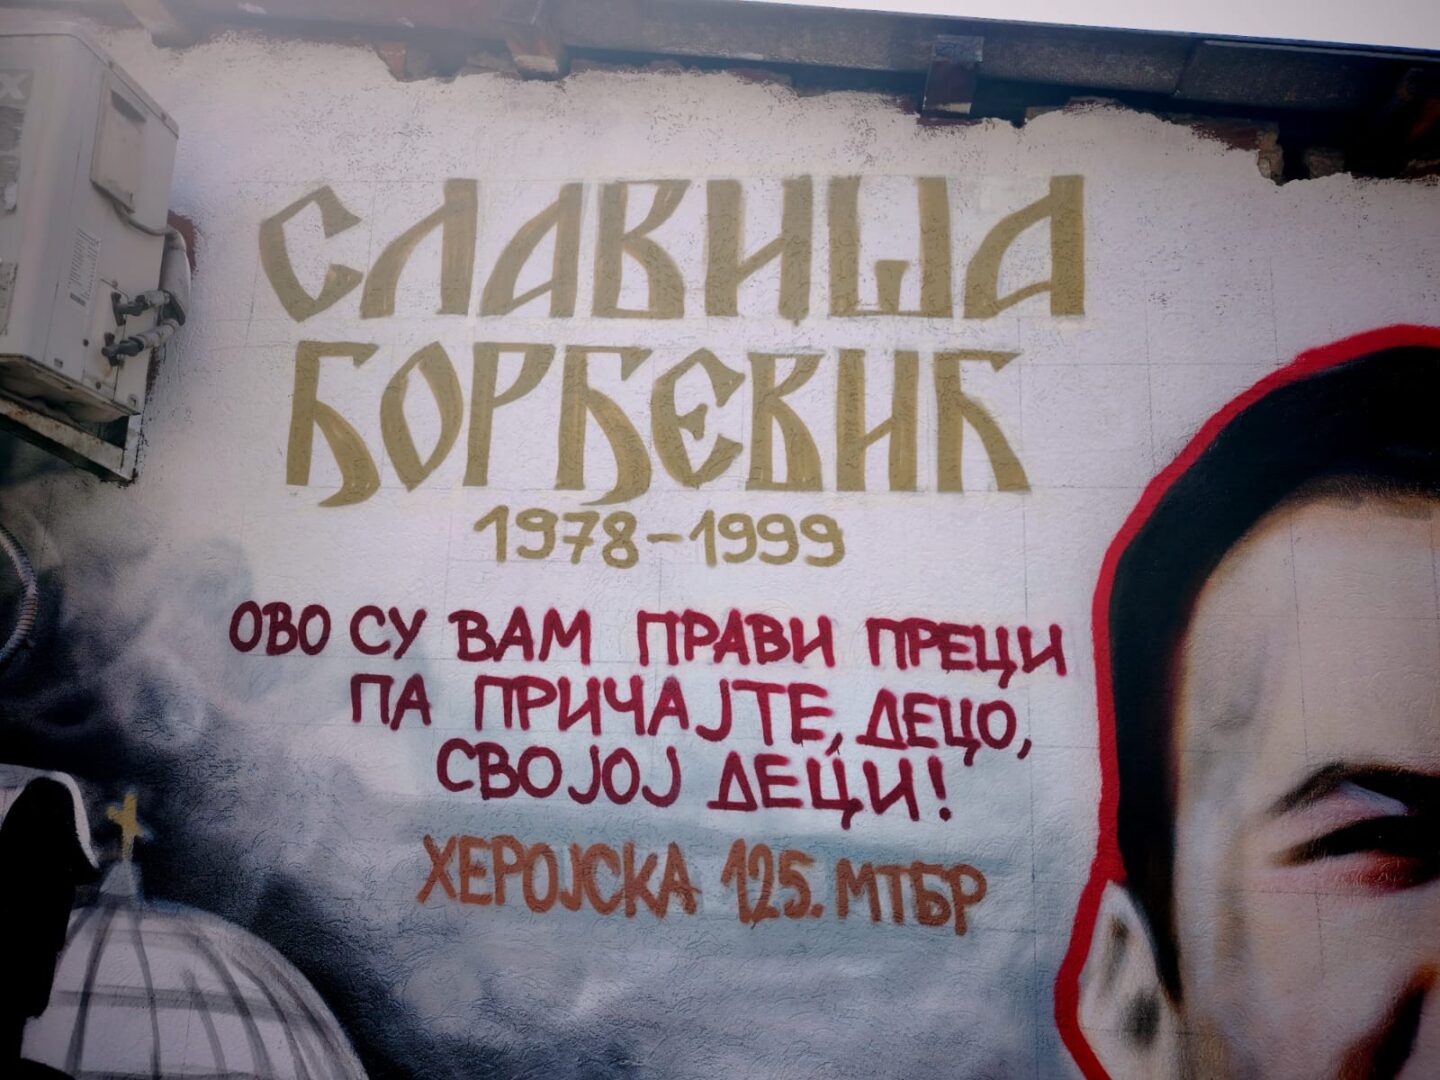 СЛАВИША
ЂОРЂЕВИЋ
1978-1999
ОВО СУ ВАМ ПРАВИ ПРЕЦИ
ПА ПРИЧАЈТЕ, ДЕЦО,
СВОЈОЈ ДЕЦИ!
ХЕРОЈСКА 125. МТБР